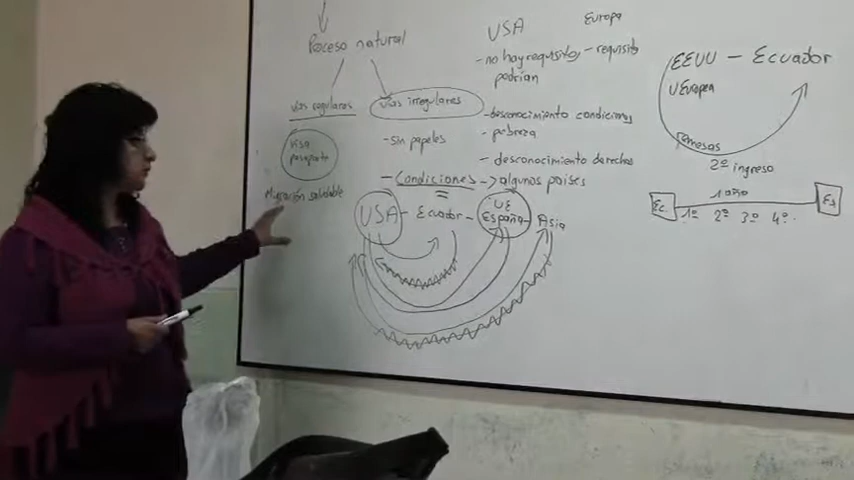 Proceso natural
vías regulares
vías irregulares
visa
pasaporte
Migración saludable
- sin papeles
- Condiciones -> algunos países
USA
Europa
- no hay requisitos - requisito
podrían
- desconocimiento condiciones
- pobreza
- desconocimiento derechos
USA - Ecuador - UE España - Asia
EEUU - Ecuador
U Europea
remesas
2º ingreso
1 año
Ec.
1º 2º 3º 4º.
Es